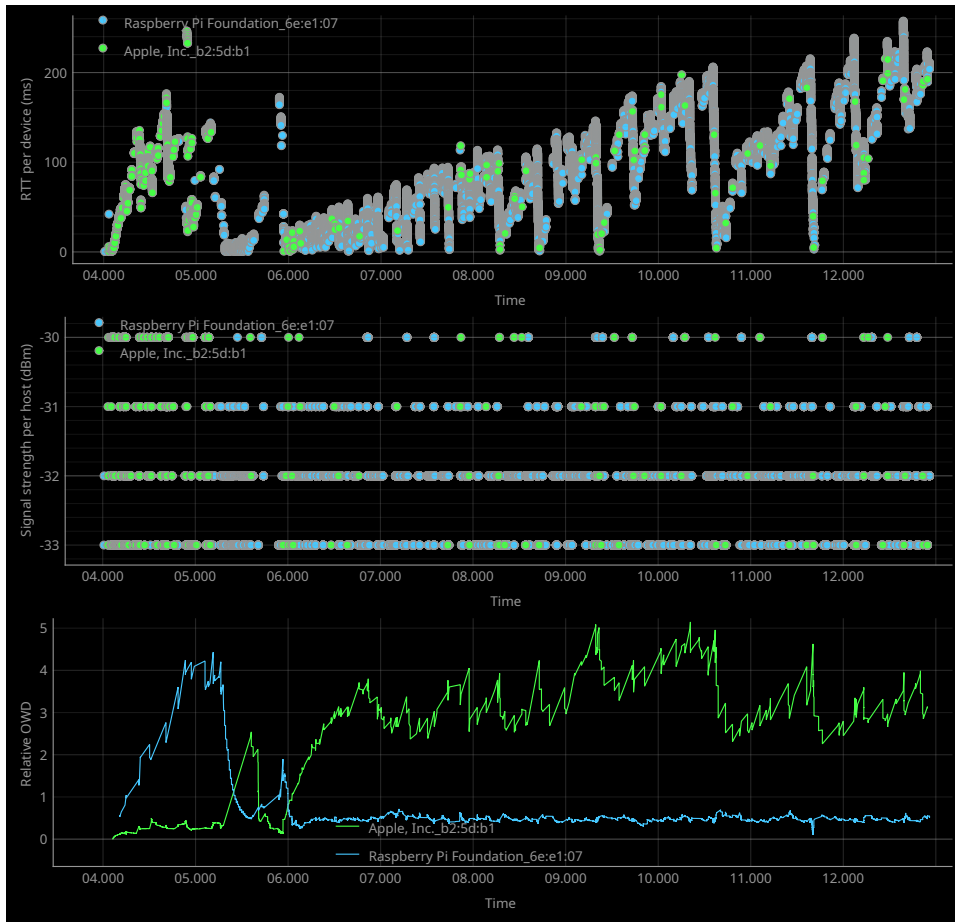 Raspberry Pi Foundation_6e:e1:07
Apple, Inc._b2:5d:b1
RTT per device (ms)
200
100
0
04.000 05.000 06.000 07.000 08.000 09.000 10.000 11.000 12.000
Time
Raspberry Pi Foundation_6e:e1:07
Apple, Inc._b2:5d:b1
Signal strength per host (dBm)
-30
-31
-32
-33
04.000 05.000 06.000 07.000 08.000 09.000 10.000 11.000 12.000
Time
Relative OWD
5
4
3
2
1
0
Apple, Inc._b2:5d:b1
Raspberry Pi Foundation_6e:e1:07
04.000 05.000 06.000 07.000 08.000 09.000 10.000 11.000 12.000
Time